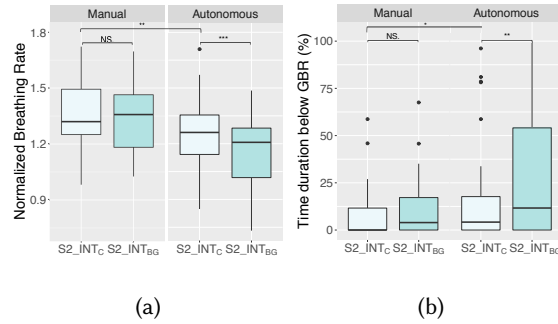 Manual Autonomous
** 
NS. ***
1.8
1.5
1.2
0.9
Normalized Breathing Rate
S2_INTC S2_INTBG S2_INTC S2_INTBG
(a)
Manual Autonomous
*
NS. **
100
75
50
25
0
Time duration below GBR (%)
S2_INTC S2_INTBG S2_INTC S2_INTBG
(b)